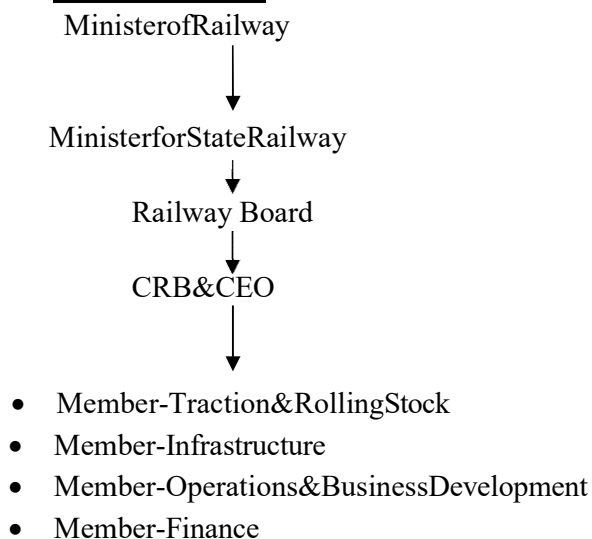 MinisterofRailway
MinisterforStateRailway
Railway Board
CRB&CEO
• Member-Traction&RollingStock
• Member-Infrastructure
• Member-Operations&BusinessDevelopment
• Member-Finance